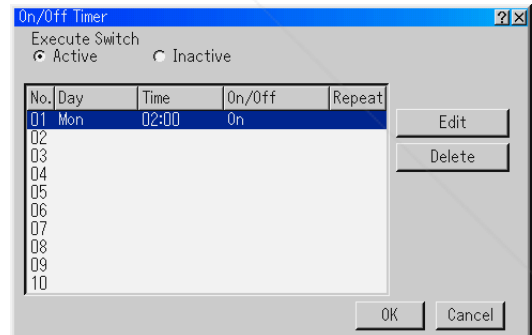 On/Off Timer ? ×
Execute Switch
Active Inactive
No. Day Time On/Off Repeat
01 Mon 02:00 On
02
03
04
05
06
07
08
09
10
Edit
Delete
OK Cancel